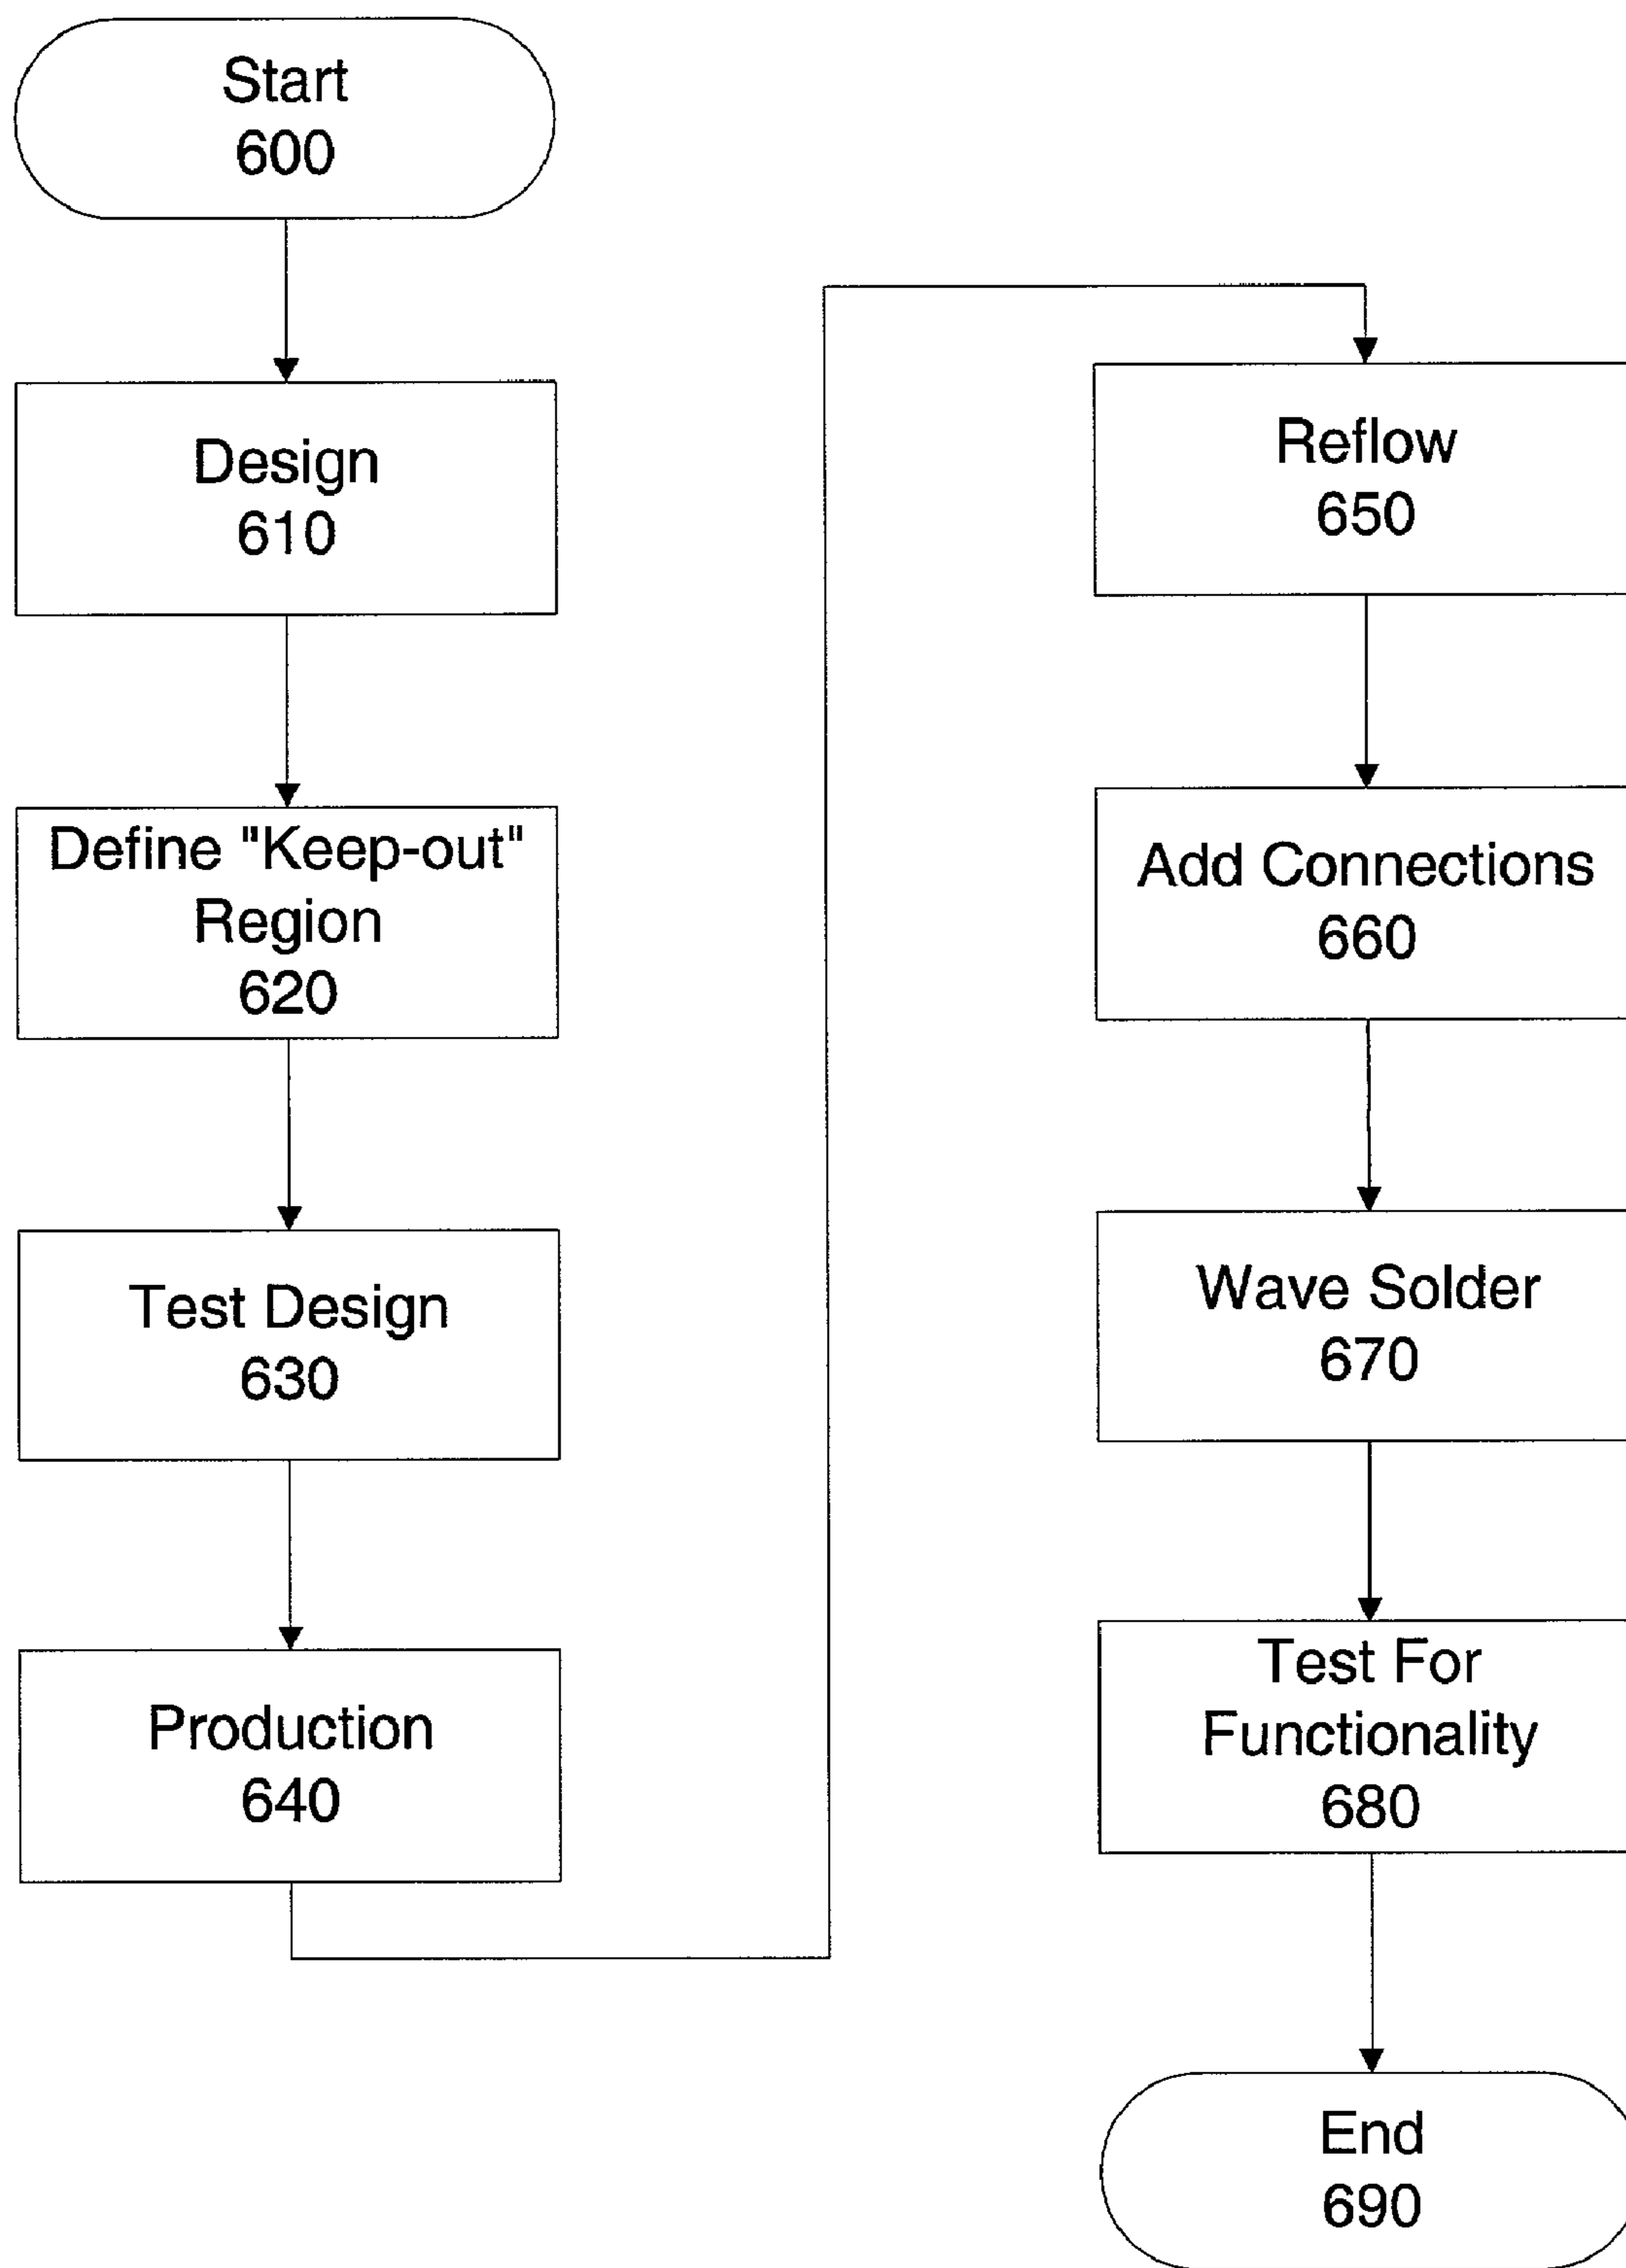 Start
600
Design
610
Define "Keep-out"
Region
620
Test Design
630
Production
640
Reflow
650
Add Connections
660
Wave Solder
670
Test For
Functionality
680
End
690